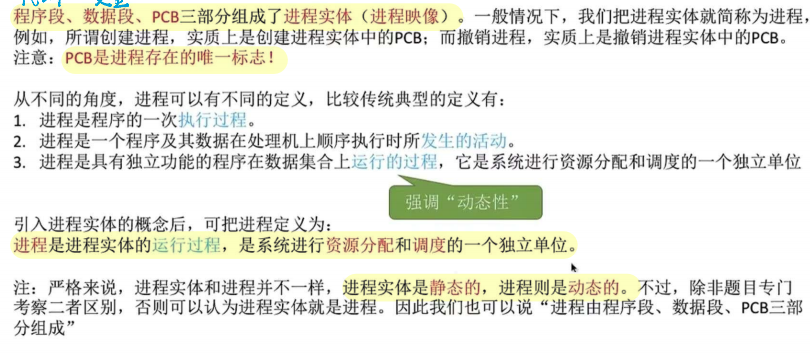 程序段、数据段、PCB三部分组成了进程实体（进程映像）。一般情况下，我们把进程实体就简称为进程，
例如，所谓创建进程，实质上是创建进程实体中的PCB；而撤销进程，实质上是撤销进程实体中的PCB。
注意：PCB是进程存在的唯一标志！
从不同的角度，进程可以有不同的定义，比较传统典型的定义有：
1. 进程是程序的一次执行过程。
2. 进程是一个程序及其数据在处理机上顺序执行时所发生的活动。
3. 进程是具有独立功能的程序在数据集合上运行的过程，它是系统进行资源分配和调度的一个独立单位
强调“动态性”
引入进程实体的概念后，可把进程定义为：
进程是进程实体的运行过程，是系统进行资源分配和调度的一个独立单位。
注：严格来说，进程实体和进程并不一样，进程实体是静态的，进程则是动态的。不过，除非题目专门
考察二者区别，否则可以认为进程实体就是进程。因此我们也可以说“进程由程序段、数据段、PCB三部
分组成”